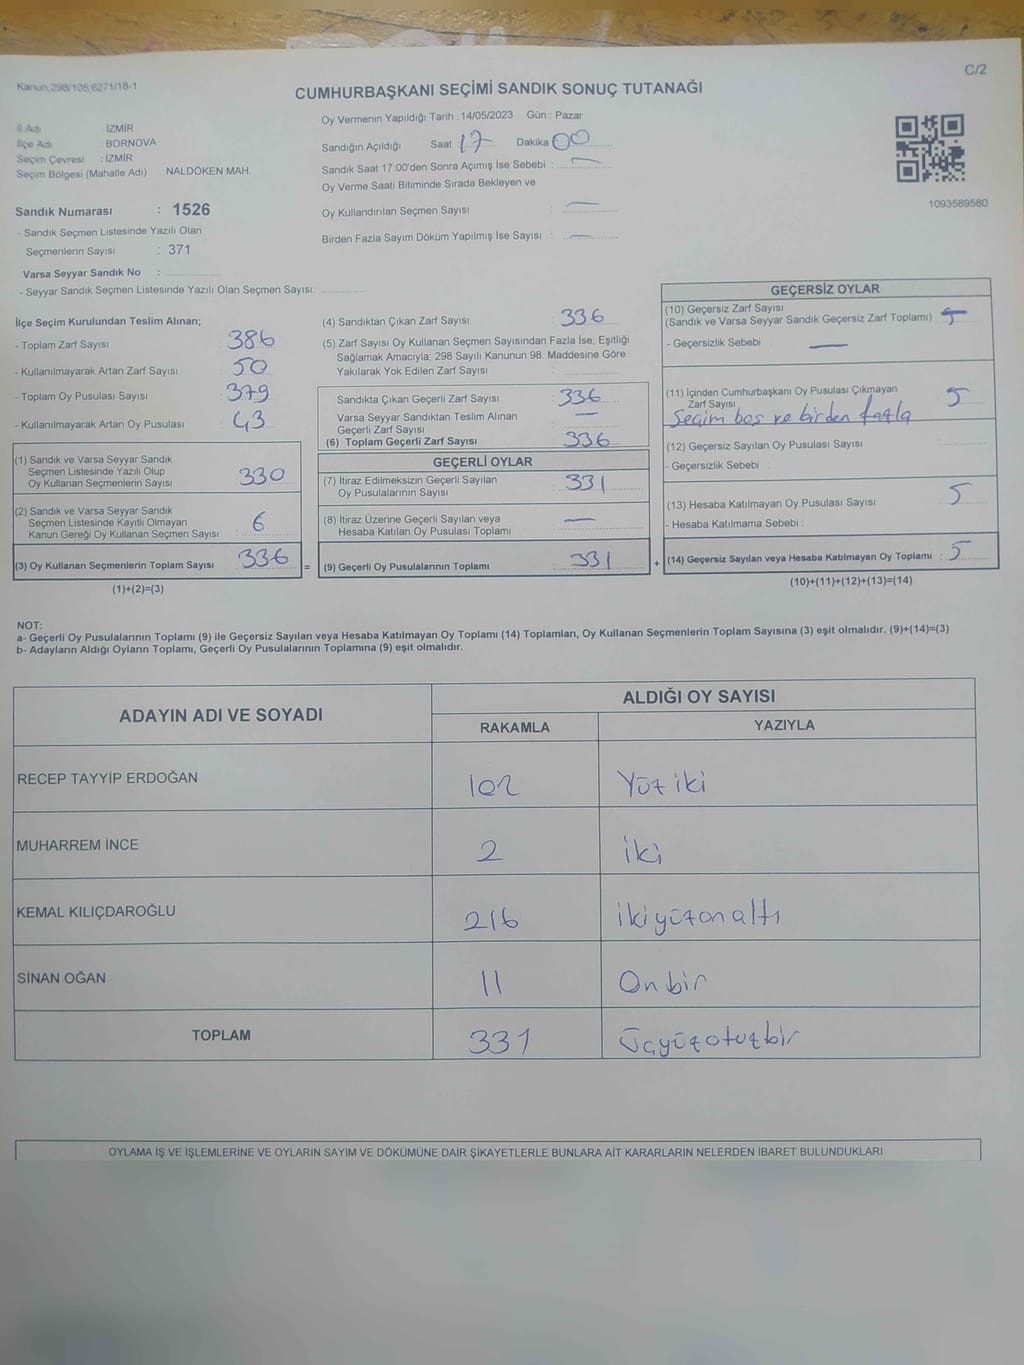 C/2
Kanun:298/105,6271/18-1
CUMHURBAŞKANI SEÇİMİ SANDIK SONUÇ TUTANAĞI
İl Adı : İZMİR
İlçe Adı : BORNOVA
Seçim Çevresi : İZMİR
Seçim Bölgesi (Mahalle Adı) NALDÖKEN MAH.
Sandık Numarası : 1526
- Sandık Seçmen Listesinde Yazılı Olan
Seçmenlerin Sayısı : 371
Varsa Seyyar Sandık No :
- Seyyar Sandık Seçmen Listesinde Yazılı Olan Seçmen Sayısı:
Oy Vermenin Yapıldığı Tarih : 14/05/2023 Gün : Pazar
Sandığın Açıldığı Saat 17 Dakika 00
Sandık Saat 17:00'den Sonra Açımış İse Sebebi : —
Oy Verme Saati Bitiminde Sırada Bekleyen ve
Oy Kullandırılan Seçmen Sayısı : —
Birden Fazla Sayım Döküm Yapılmış İse Sayısı : —
1093589580
İlçe Seçim Kurulundan Teslim Alınan;
- Toplam Zarf Sayısı 386
- Kullanılmayarak Artan Zarf Sayısı 50
- Toplam Oy Pusulası Sayısı 379
- Kullanılmayarak Artan Oy Pusulası 43
(1) Sandık ve Varsa Seyyar Sandık
Seçmen Listesinde Yazılı Olup
Oy Kullanan Seçmenlerin Sayısı : 330
(2) Sandık ve Varsa Seyyar Sandık
Seçmen Listesinde Kayıtlı Olmayan
Kanun Gereği Oy Kullanan Seçmen Sayısı : 6
(3) Oy Kullanan Seçmenlerin Toplam Sayısı : 336 =
(1)+(2)=(3)
(4) Sandıktan Çıkan Zarf Sayısı : 336
(5) Zarf Sayısı Oy Kullanan Seçmen Sayısından Fazla İse, Eşitliği
Sağlamak Amacıyla; 298 Sayılı Kanunun 98. Maddesine Göre
Yakılarak Yok Edilen Zarf Sayısı :
Sandıkta Çıkan Geçerli Zarf Sayısı : 336
Varsa Seyyar Sandıktan Teslim Alınan
Geçerli Zarf Sayısı : —
(6) Toplam Geçerli Zarf Sayısı : 336
GEÇERLİ OYLAR
(7) İtiraz Edilmeksizin Geçerli Sayılan
Oy Pusulalarının Sayısı : 331
(8) İtiraz Üzerine Geçerli Sayılan veya
Hesaba Katılan Oy Pusulası Toplamı : —
(9) Geçerli Oy Pusulalarının Toplamı : 331 +
GEÇERSİZ OYLAR
(10) Geçersiz Zarf Sayısı
(Sandık ve Varsa Seyyar Sandık Geçersiz Zarf Toplamı) :
- Geçersizlik Sebebi : —
(11) İçinden Cumhurbaşkanı Oy Pusulası Çıkmayan
Zarf Sayısı : 5
Seçim boş ve birden fazla
(12) Geçersiz Sayılan Oy Pusulası Sayısı :
- Geçersizlik Sebebi :
(13) Hesaba Katılmayan Oy Pusulası Sayısı : 5
- Hesaba Katılmama Sebebi :
(14) Geçersiz Sayılan veya Hesaba Katılmayan Oy Toplamı : 5
(10)+(11)+(12)+(13)=(14)
NOT:
a- Geçerli Oy Pusulalarının Toplamı (9) ile Geçersiz Sayılan veya Hesaba Katılmayan Oy Toplamı (14) Toplamları, Oy Kullanan Seçmenlerin Toplam Sayısına (3) eşit olmalıdır. (9)+(14)=(3)
b- Adayların Aldığı Oyların Toplamı, Geçerli Oy Pusulalarının Toplamına (9) eşit olmalıdır.
ADAYIN ADI VE SOYADI ALDIĞI OY SAYISI
RAKAMLA YAZIYLA
RECEP TAYYİP ERDOĞAN 102 Yüz iki
MUHARREM İNCE 2 iki
KEMAL KILIÇDAROĞLU 216 ikiyüzonaltı
SİNAN OĞAN 11 Onbir
TOPLAM 331 Üçyüzotuzbir
OYLAMA İŞ VE İŞLEMLERİNE VE OYLARIN SAYIM VE DÖKÜMÜNE DAİR ŞİKAYETLERLE BUNLARA AİT KARARLARIN NELERDEN İBARET BULUNDUKLARI